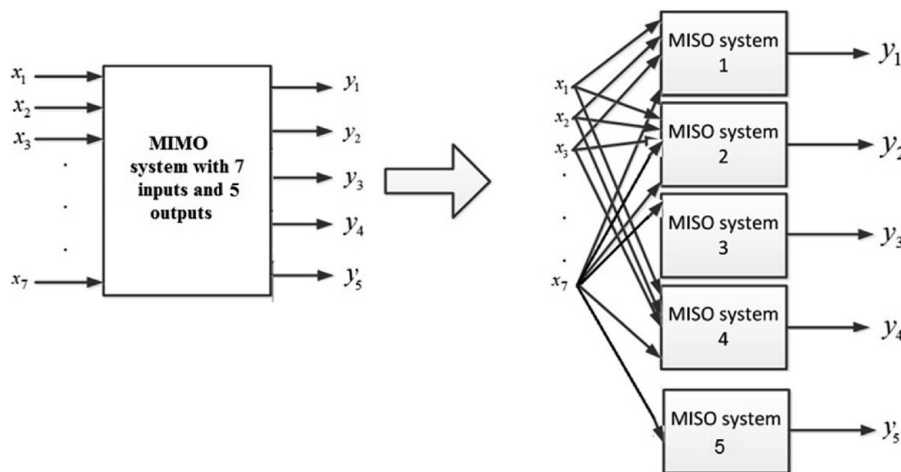 x1
x2
x3
.
.
x7
MIMO
system with 7
inputs and 5
outputs
y1
y2
y3
y4
y5
x1
x2
x3
.
.
.
x7
MISO system
1
MISO system
2
MISO system
3
MISO system
4
MISO system
5
y1
y2
y3
y4
y5